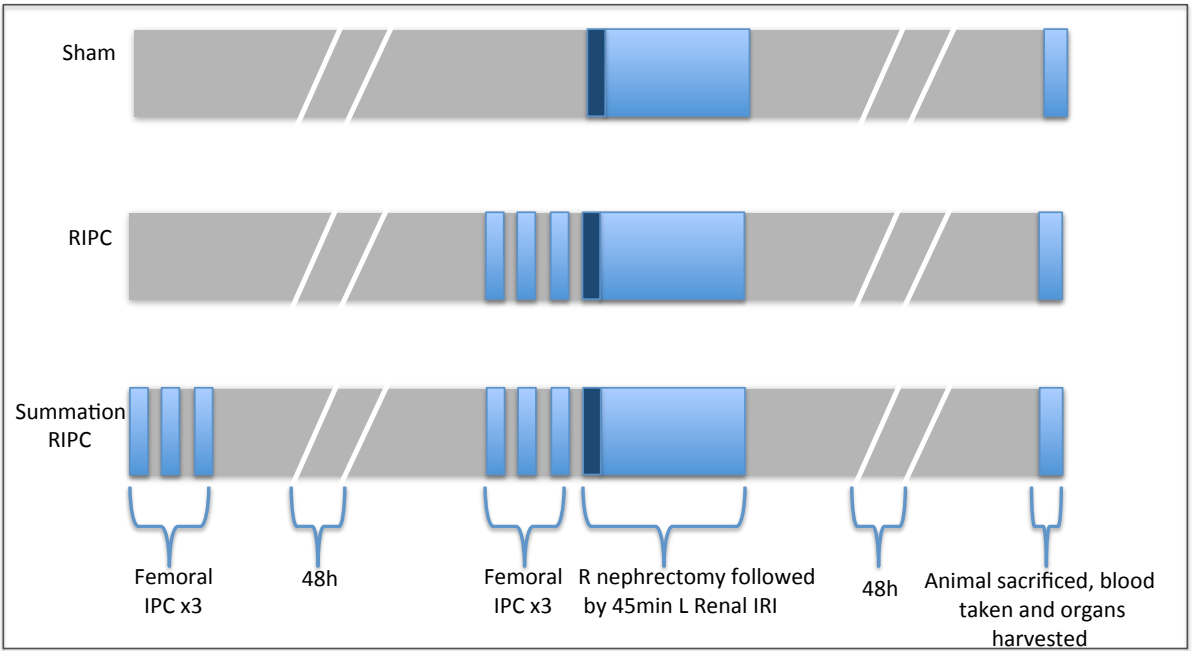 Sham
RIPC
Summation
RIPC
Femoral
IPC x3
48h
Femoral
IPC x3
R nephrectomy followed
by 45min L Renal IRI
48h
Animal sacrificed, blood
taken and organs
harvested